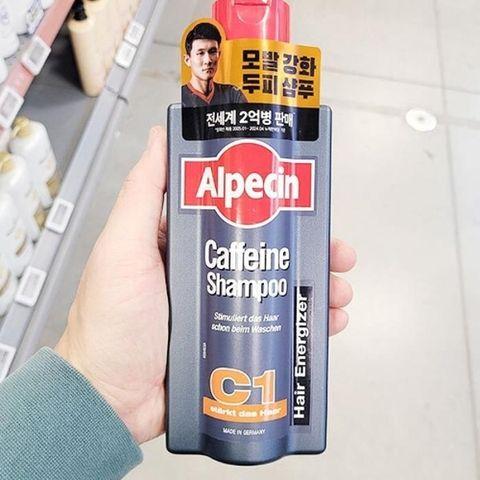 모발 강화
두피 샴푸
전세계 2억병 판매
Alpecin
Caffeine
Shampoo
Stimuliert das Haar
schon beim Waschen
Hair Energizer
C1
stärkt das Haar
MADE IN GERMANY